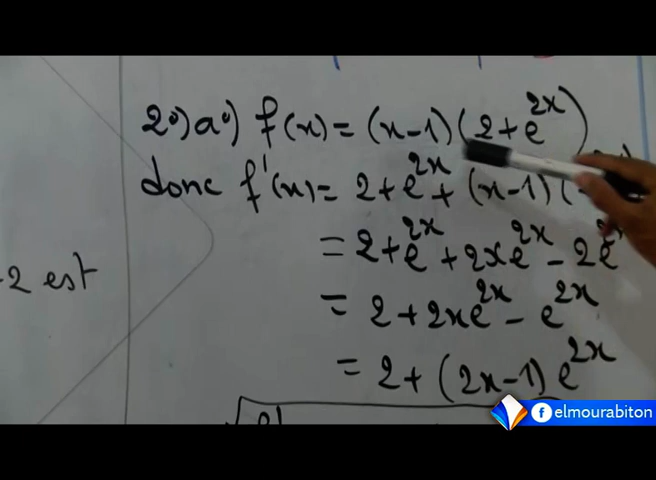 2°) a°) f(x) = (x-1)(2+e^{2x})
donc f'(x) = 2+e^{2x} + (x-1)(
= 2+e^{2x} + 2xe^{2x} - 2e
-2 est
= 2+2xe^{2x} - e^{2x}
= 2+(2x-1)e^{2x}
elmourabiton